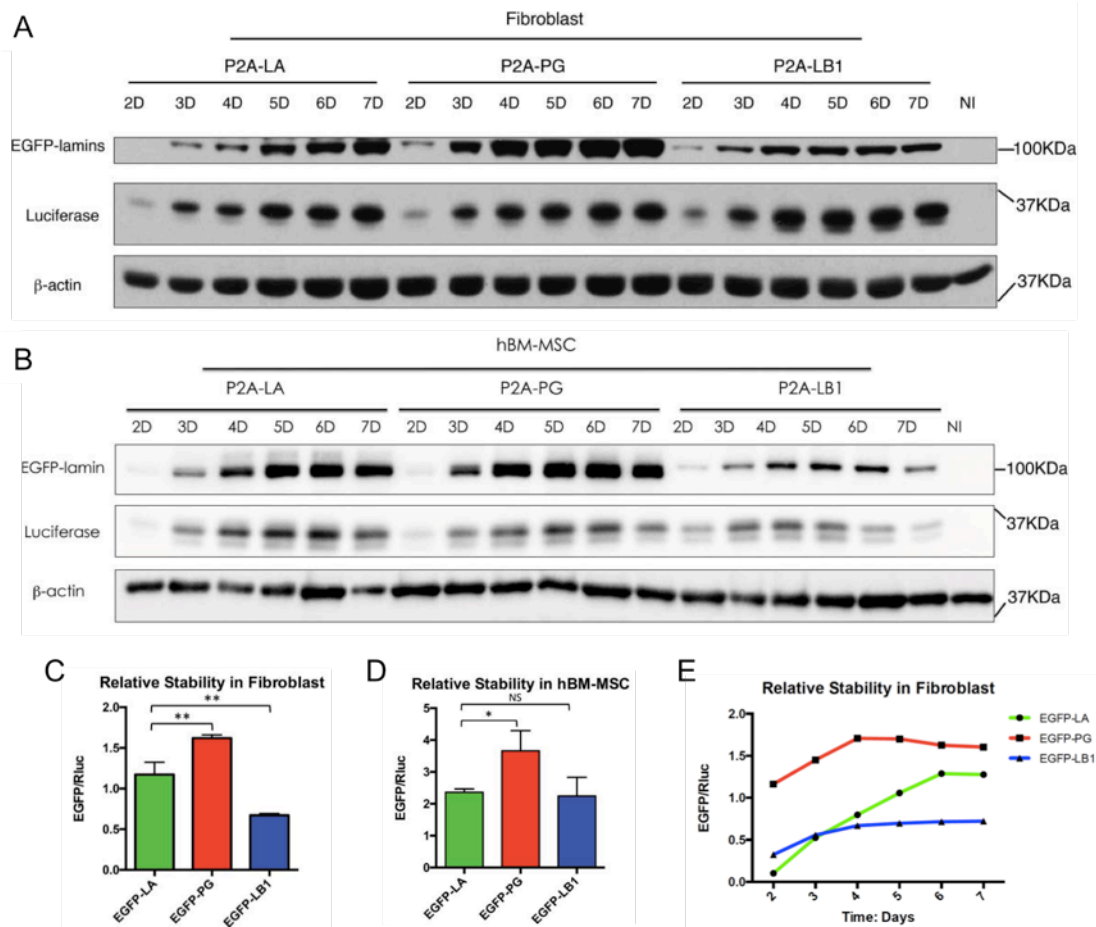 A
Fibroblast
P2A-LA P2A-PG P2A-LB1
2D 3D 4D 5D 6D 7D 2D 3D 4D 5D 6D 7D 2D 3D 4D 5D 6D 7D NI
EGFP-lamins 100KDa
Luciferase 37KDa
β-actin 37KDa
B
hBM-MSC
P2A-LA P2A-PG P2A-LB1
2D 3D 4D 5D 6D 7D 2D 3D 4D 5D 6D 7D 2D 3D 4D 5D 6D 7D NI
EGFP-lamin 100KDa
Luciferase 37KDa
β-actin 37KDa
C
Relative Stability in Fibroblast
**
**
EGFP/Rluc
2.0
1.5
1.0
0.5
0.0
EGFP-LA EGFP-PG EGFP-LB1
D
Relative Stability in hBM-MSC
NS
*
EGFP/Rluc
5
4
3
2
1
0
EGFP-LA EGFP-PG EGFP-LB1
E
Relative Stability in Fibroblast
EGFP/Rluc
2.0
1.5
1.0
0.5
0.0
2 3 4 5 6 7
Time: Days
EGFP-LA
EGFP-PG
EGFP-LB1